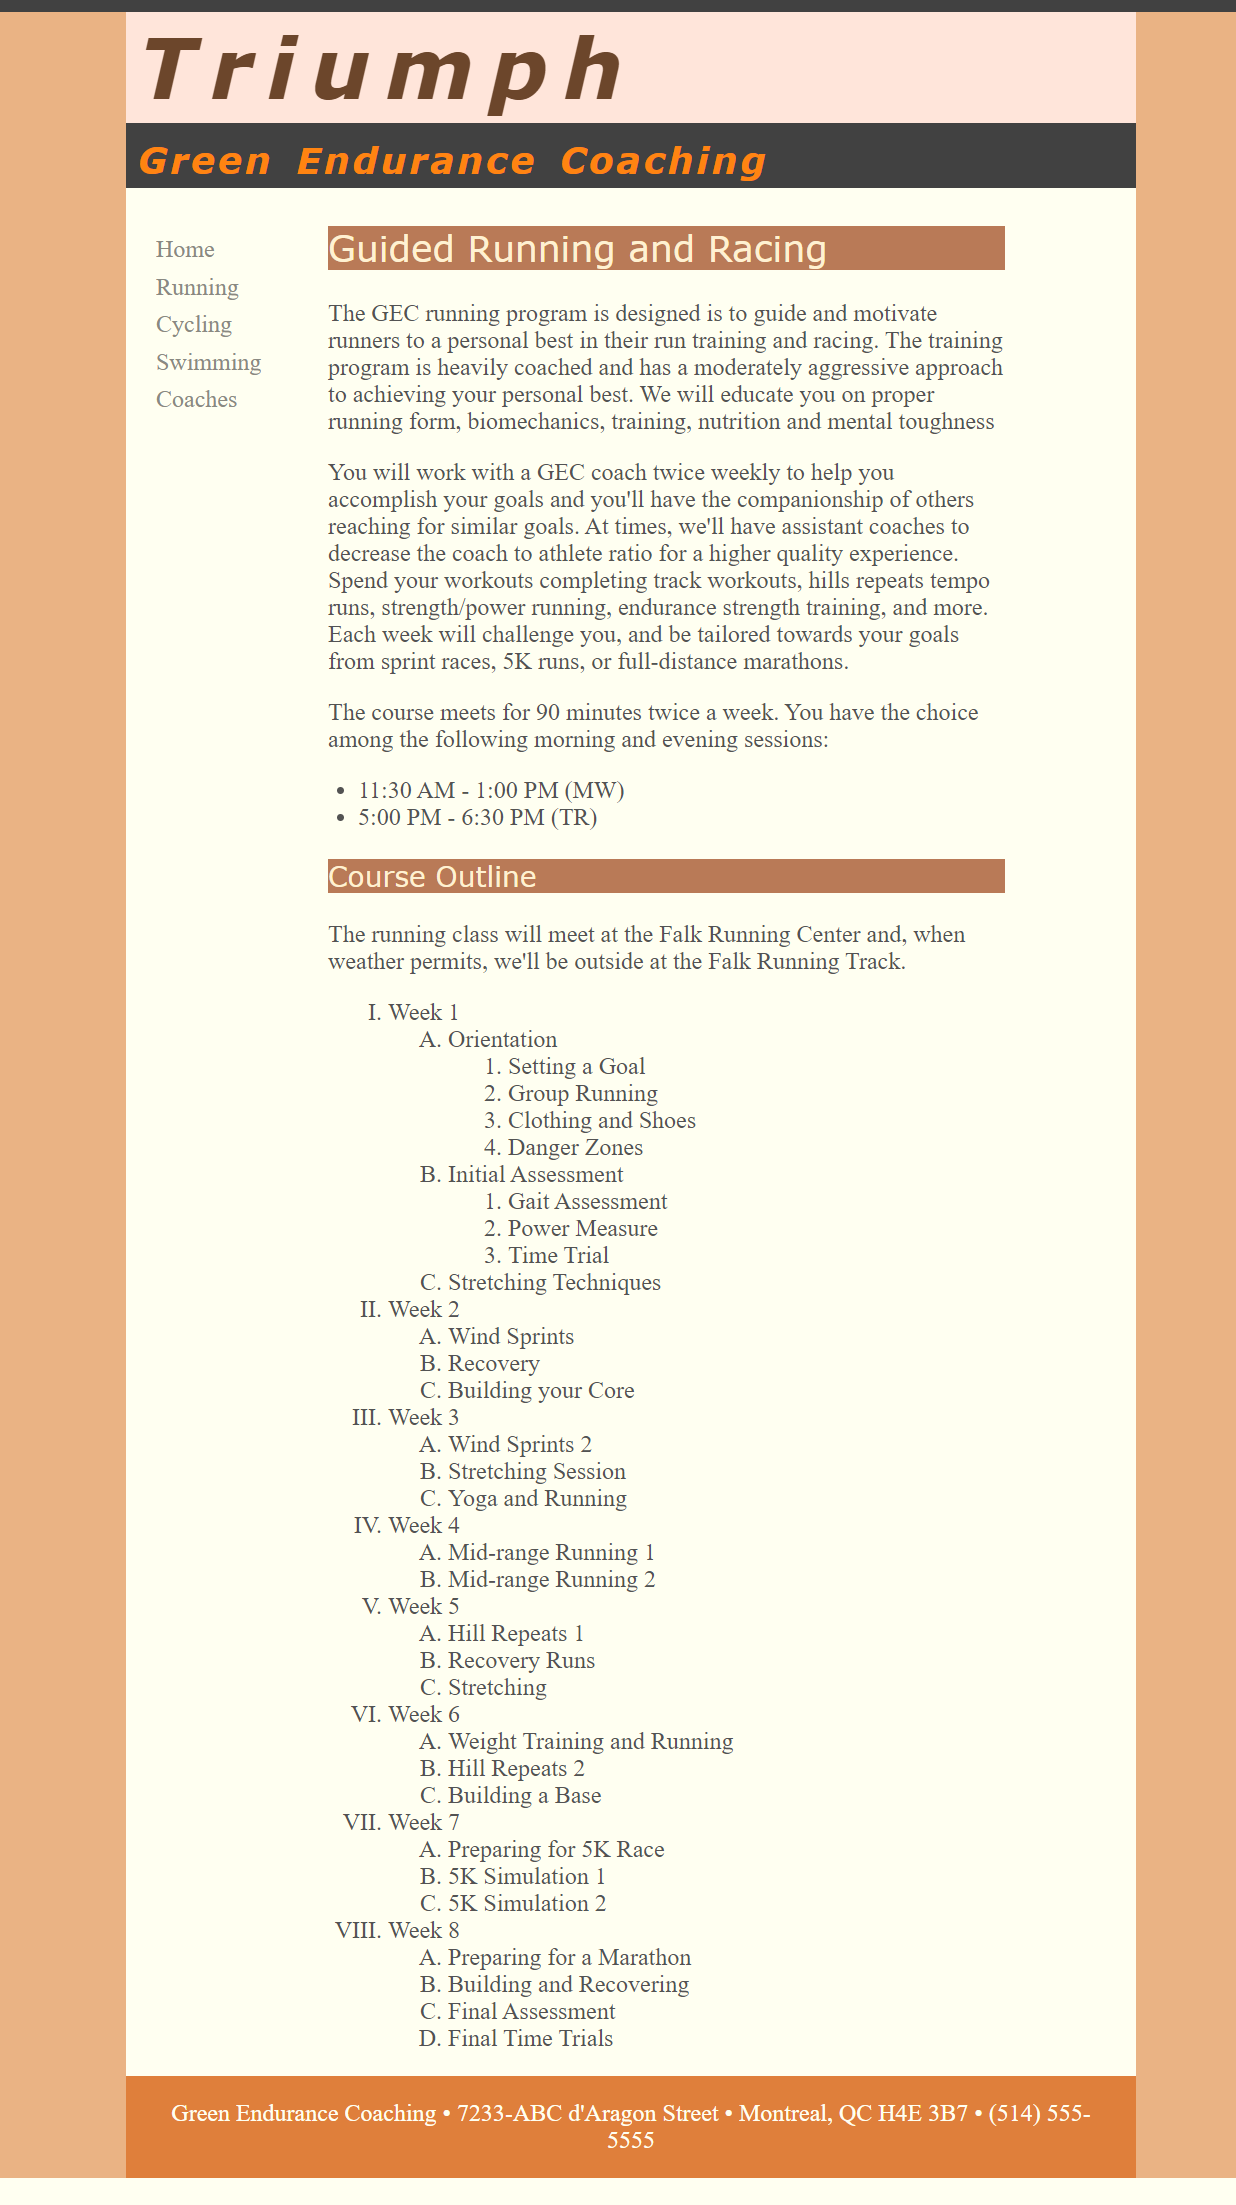 Triumph
Green Endurance Coaching
Home
Running
Cycling
Swimming
Coaches
Guided Running and Racing
The GEC running program is designed is to guide and motivate
runners to a personal best in their run training and racing. The training
program is heavily coached and has a moderately aggressive approach
to achieving your personal best. We will educate you on proper
running form, biomechanics, training, nutrition and mental toughness
You will work with a GEC coach twice weekly to help you
accomplish your goals and you'll have the companionship of others
reaching for similar goals. At times, we'll have assistant coaches to
decrease the coach to athlete ratio for a higher quality experience.
Spend your workouts completing track workouts, hills repeats tempo
runs, strength/power running, endurance strength training, and more.
Each week will challenge you, and be tailored towards your goals
from sprint races, 5K runs, or full-distance marathons.
The course meets for 90 minutes twice a week. You have the choice
among the following morning and evening sessions:
• 11:30 AM - 1:00 PM (MW)
• 5:00 PM - 6:30 PM (TR)
Course Outline
The running class will meet at the Falk Running Center and, when
weather permits, we'll be outside at the Falk Running Track.
I. Week 1
A. Orientation
1. Setting a Goal
2. Group Running
3. Clothing and Shoes
4. Danger Zones
B. Initial Assessment
1. Gait Assessment
2. Power Measure
3. Time Trial
C. Stretching Techniques
II. Week 2
A. Wind Sprints
B. Recovery
C. Building your Core
III. Week 3
A. Wind Sprints 2
B. Stretching Session
C. Yoga and Running
IV. Week 4
A. Mid-range Running 1
B. Mid-range Running 2
V. Week 5
A. Hill Repeats 1
B. Recovery Runs
C. Stretching
VI. Week 6
A. Weight Training and Running
B. Hill Repeats 2
C. Building a Base
VII. Week 7
A. Preparing for 5K Race
B. 5K Simulation 1
C. 5K Simulation 2
VIII. Week 8
A. Preparing for a Marathon
B. Building and Recovering
C. Final Assessment
D. Final Time Trials
Green Endurance Coaching • 7233-ABC d'Aragon Street • Montreal, QC H4E 3B7 • (514) 555-
5555